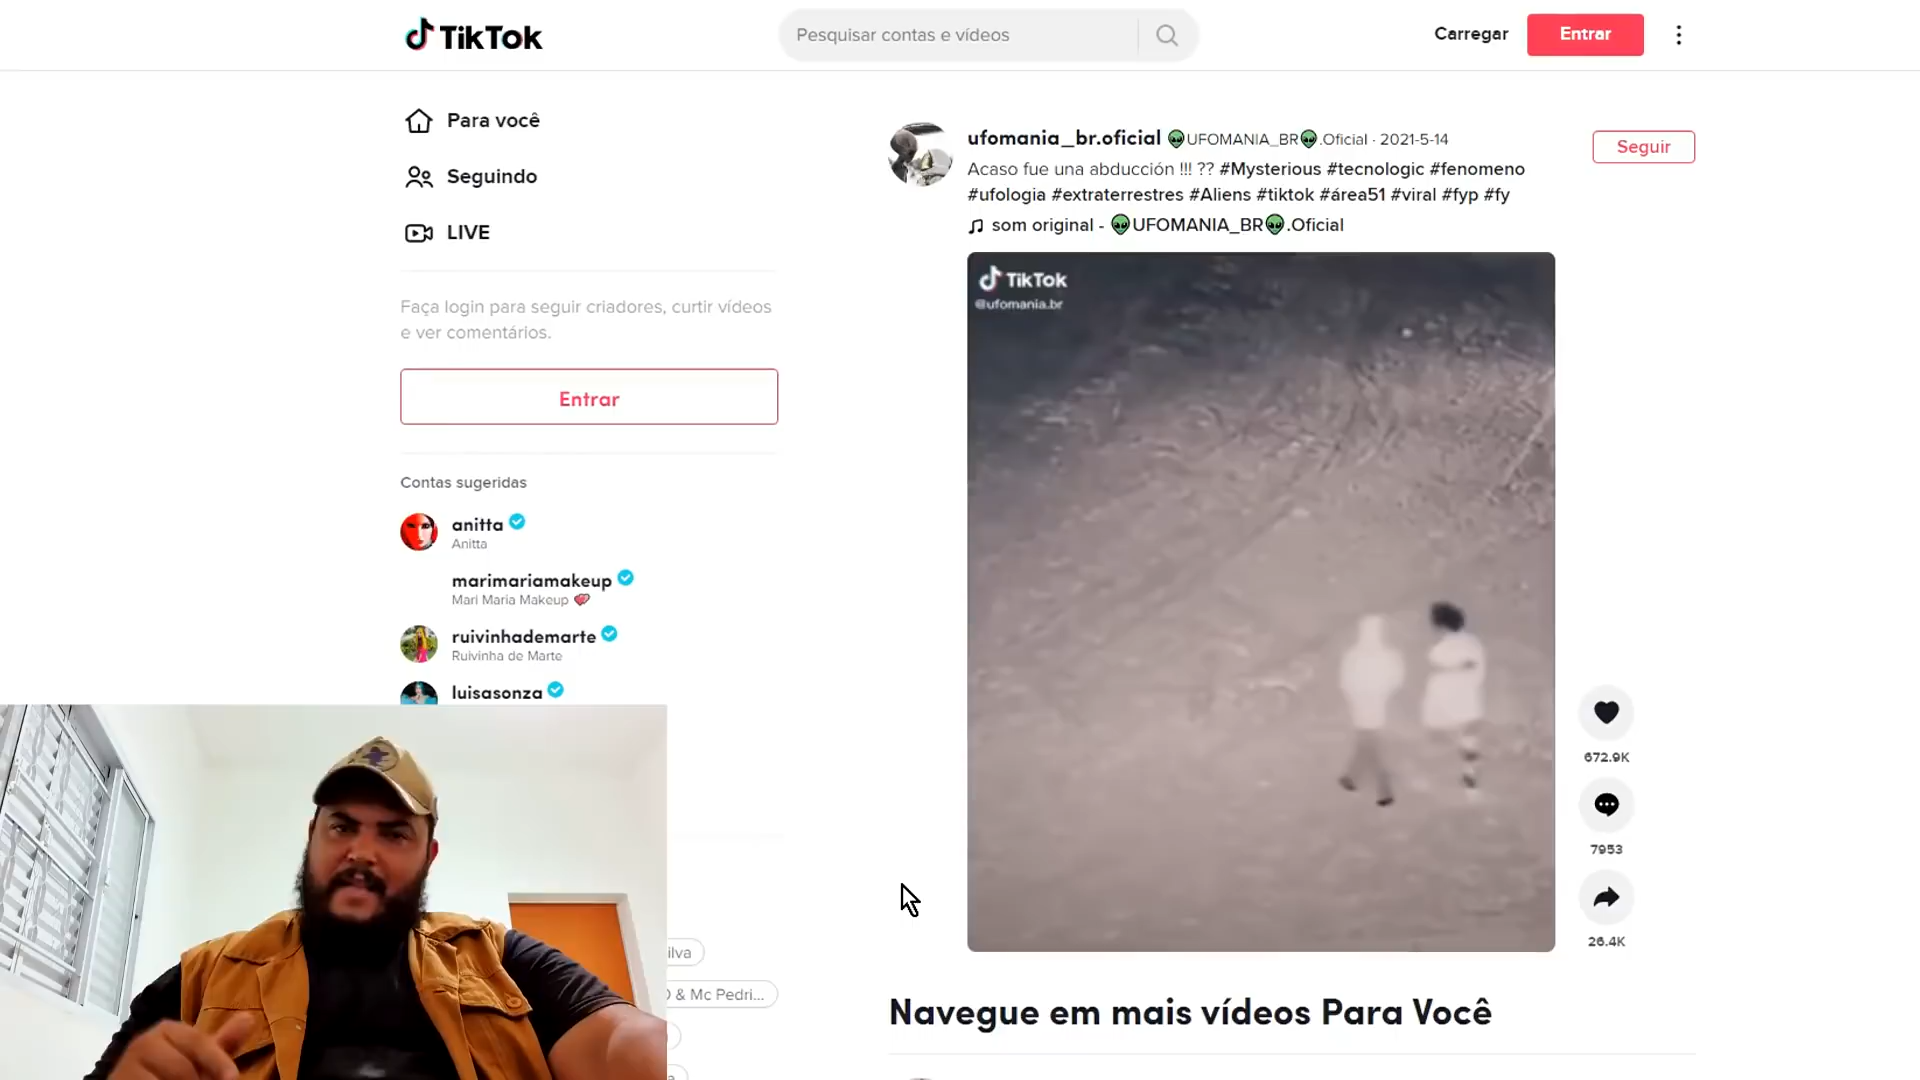 TikTok
Pesquisar contas e vídeos
Carregar
Entrar
Para você
Seguindo
LIVE
Faça login para seguir criadores, curtir vídeos
e ver comentários.
Entrar
Contas sugeridas
anitta
Anitta
marimariamakeup
Mari Maria Makeup 💖
ruivinhademarte
Ruivinha de Marte
luisasonza
ilva
& Mc Pedri...
ufomania_br.oficial 👽UFOMANIA_BR👽.Oficial · 2021-5-14
Seguir
Acaso fue una abducción !!! ?? #Mysterious #tecnologic #fenomeno
#ufologia #extraterrestres #Aliens #tiktok #área51 #viral #fyp #fy
som original - 👽UFOMANIA_BR👽.Oficial
TikTok
@ufomania.br
672.9K
7953
26.4K
Navegue em mais vídeos Para Você